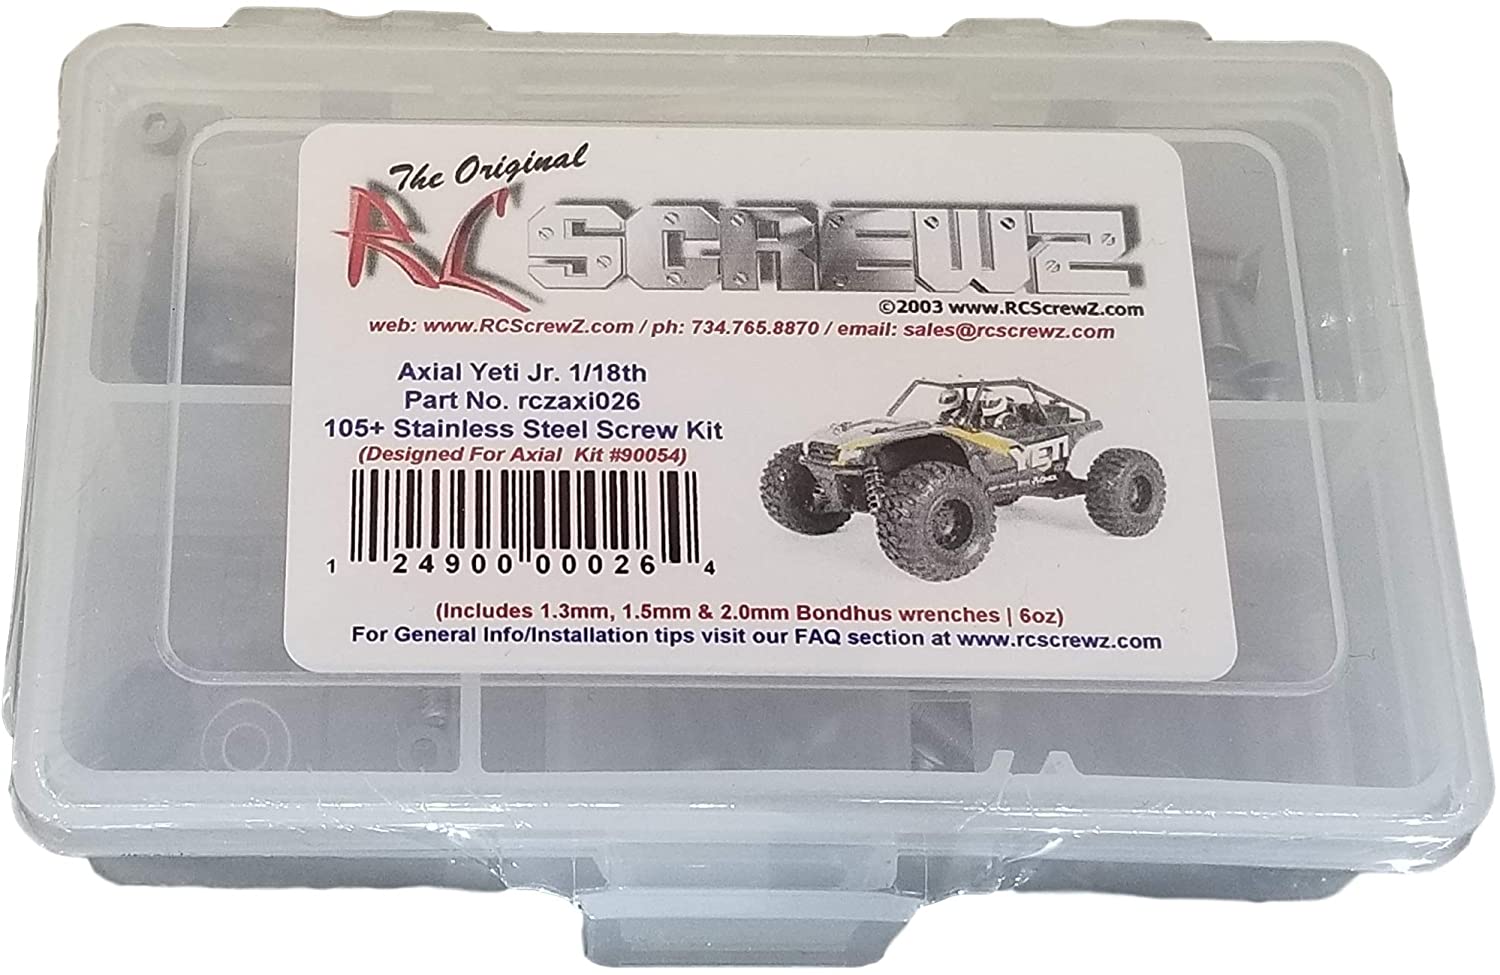 The Original
RC SCREWZ
©2003 www.RCScrewZ.com
web: www.RCScrewZ.com / ph: 734.765.8870 / email: sales@rcscrewz.com
Axial Yeti Jr. 1/18th
Part No. rczaxi026
105+ Stainless Steel Screw Kit
(Designed For Axial Kit #90054)
YETI
1 24900 00026 4
(Includes 1.3mm, 1.5mm & 2.0mm Bondhus wrenches | 6oz)
For General Info/Installation tips visit our FAQ section at www.rcscrewz.com